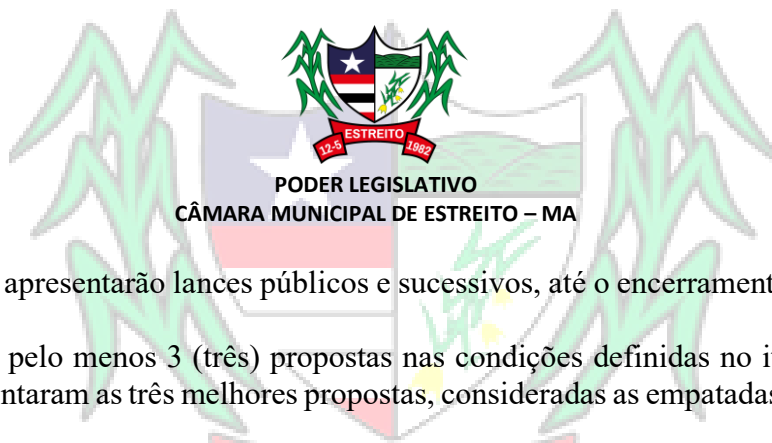 ESTREITO
12-5 1982
PODER LEGISLATIVO
CÂMARA MUNICIPAL DE ESTREITO – MA
apresentarão lances públicos e sucessivos, até o encerrament
pelo menos 3 (três) propostas nas condições definidas no i
ntaram as três melhores propostas, consideradas as empatadas